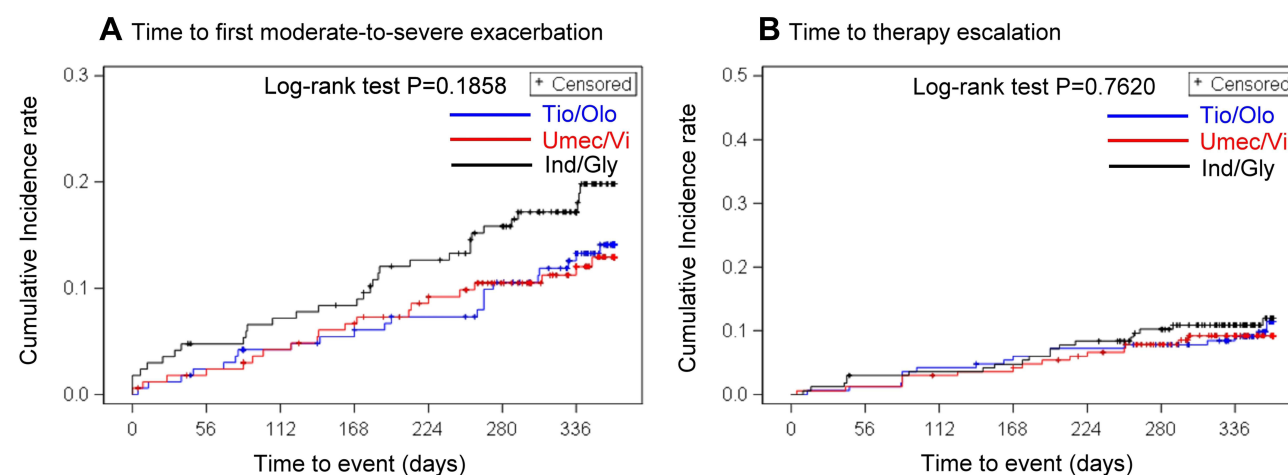 A Time to first moderate-to-severe exacerbation
Log-rank test P=0.1858
+ Censored
Tio/Olo
Umec/Vi
Ind/Gly
Cumulative Incidence rate
0.3
0.2
0.1
0.0
0 56 112 168 224 280 336
Time to event (days)
B Time to therapy escalation
Log-rank test P=0.7620
+ Censored
Tio/Olo
Umec/Vi
Ind/Gly
Cumulative Incidence rate
0.5
0.4
0.3
0.2
0.1
0.0
0 56 112 168 224 280 336
Time to event (days)